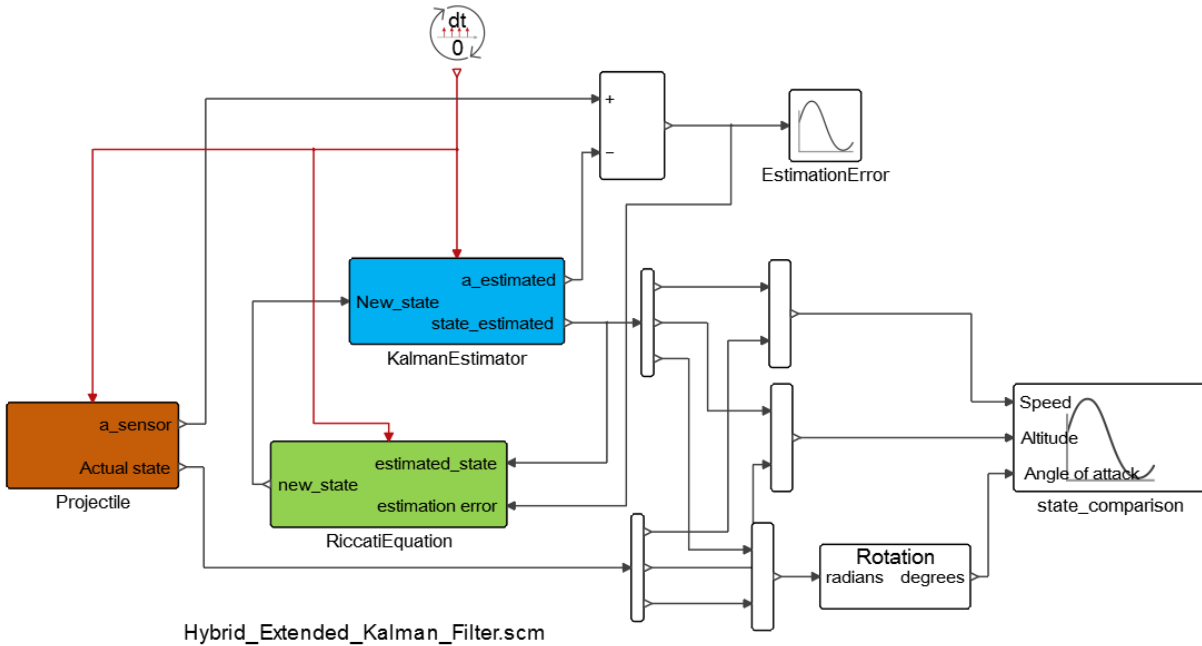 dt
0
+
−
EstimationError
a_estimated
New_state
state_estimated
KalmanEstimator
a_sensor
Actual state
Projectile
estimated_state
new_state
estimation error
RiccatiEquation
Speed
Altitude
Angle of attack
state_comparison
Rotation
radians degrees
Hybrid_Extended_Kalman_Filter.scm